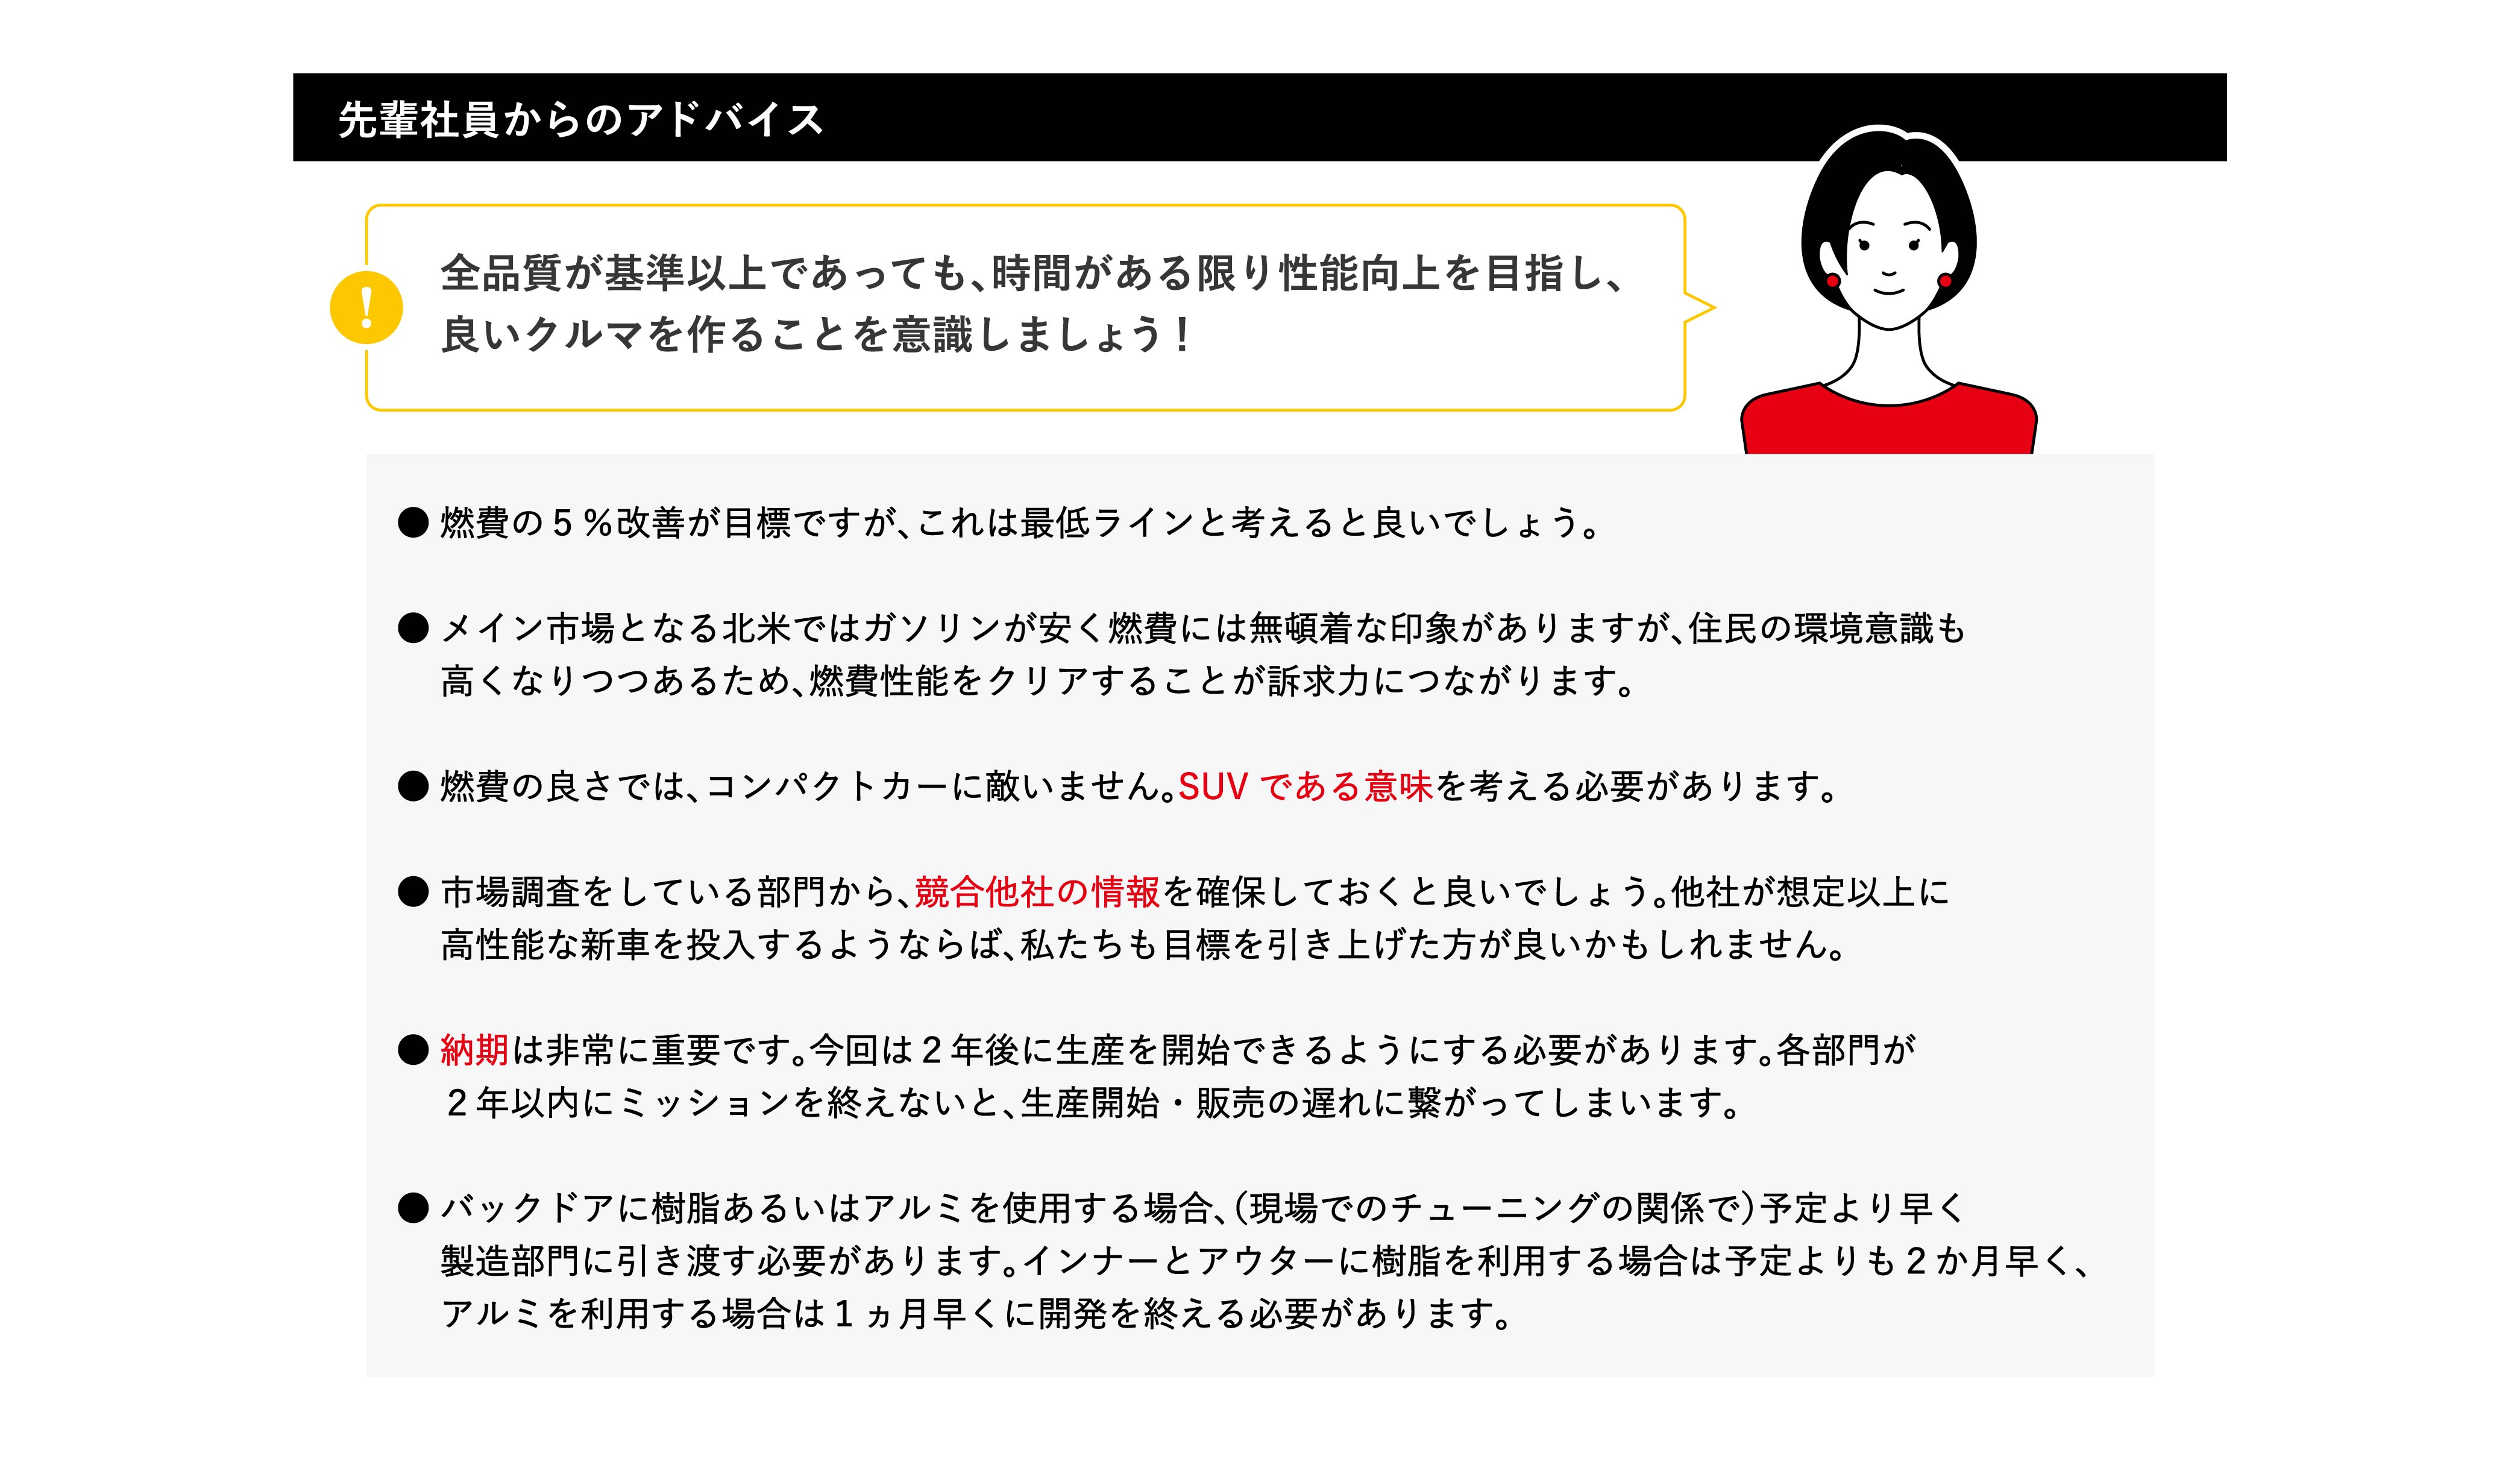 先輩社員からのアドバイス
!
全品質が基準以上であっても、時間がある限り性能向上を目指し、
良いクルマを作ることを意識しましょう！
● 燃費の５％改善が目標ですが、これは最低ラインと考えると良いでしょう。
● メイン市場となる北米ではガソリンが安く燃費には無頓着な印象がありますが、住民の環境意識も
高くなりつつあるため、燃費性能をクリアすることが訴求力につながります。
● 燃費の良さでは、コンパクトカーに敵いません。SUV である意味を考える必要があります。
● 市場調査をしている部門から、競合他社の情報を確保しておくと良いでしょう。他社が想定以上に
高性能な新車を投入するようならば、私たちも目標を引き上げた方が良いかもしれません。
● 納期は非常に重要です。今回は２年後に生産を開始できるようにする必要があります。各部門が
２年以内にミッションを終えないと、生産開始・販売の遅れに繋がってしまいます。
● バックドアに樹脂あるいはアルミを使用する場合、（現場でのチューニングの関係で）予定より早く
製造部門に引き渡す必要があります。インナーとアウターに樹脂を利用する場合は予定よりも２か月早く、
アルミを利用する場合は１ヵ月早くに開発を終える必要があります。